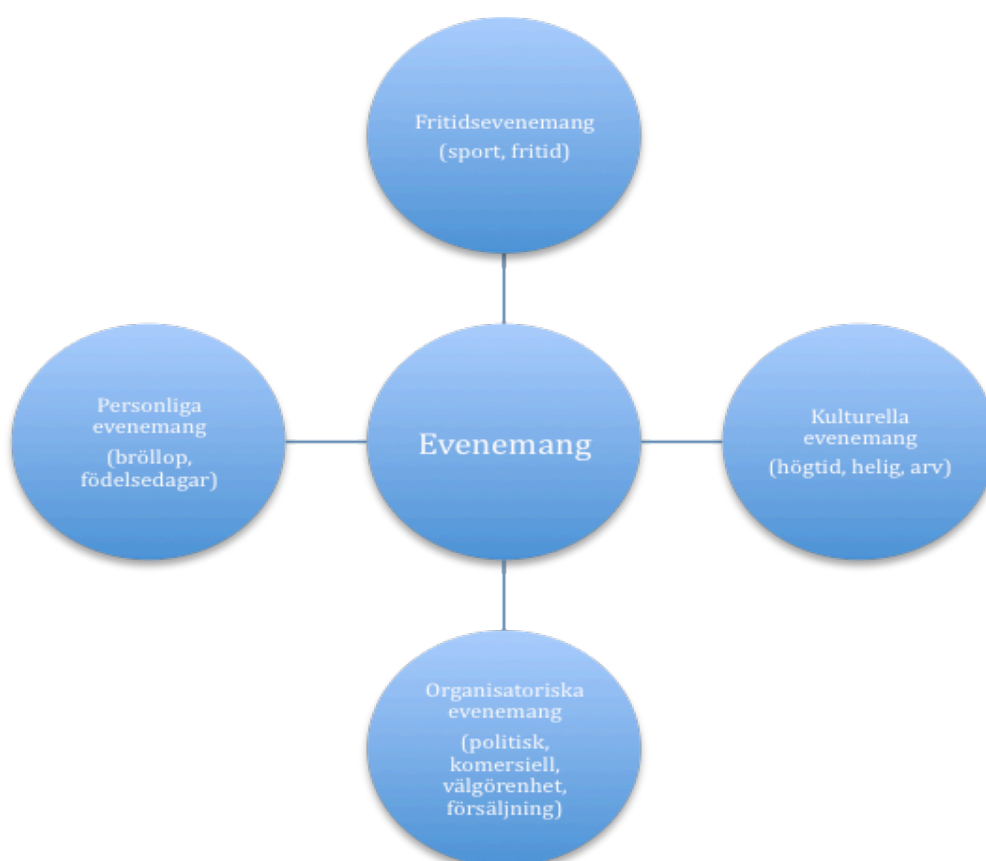 Fritidsevenemang
(sport, fritid)
Personliga
evenemang
(bröllop,
födelsedagar)
Evenemang
Kulturella
evenemang
(högtid, helig, arv)
Organisatoriska
evenemang
(politisk,
komersiell,
välgörenhet,
försäljning)